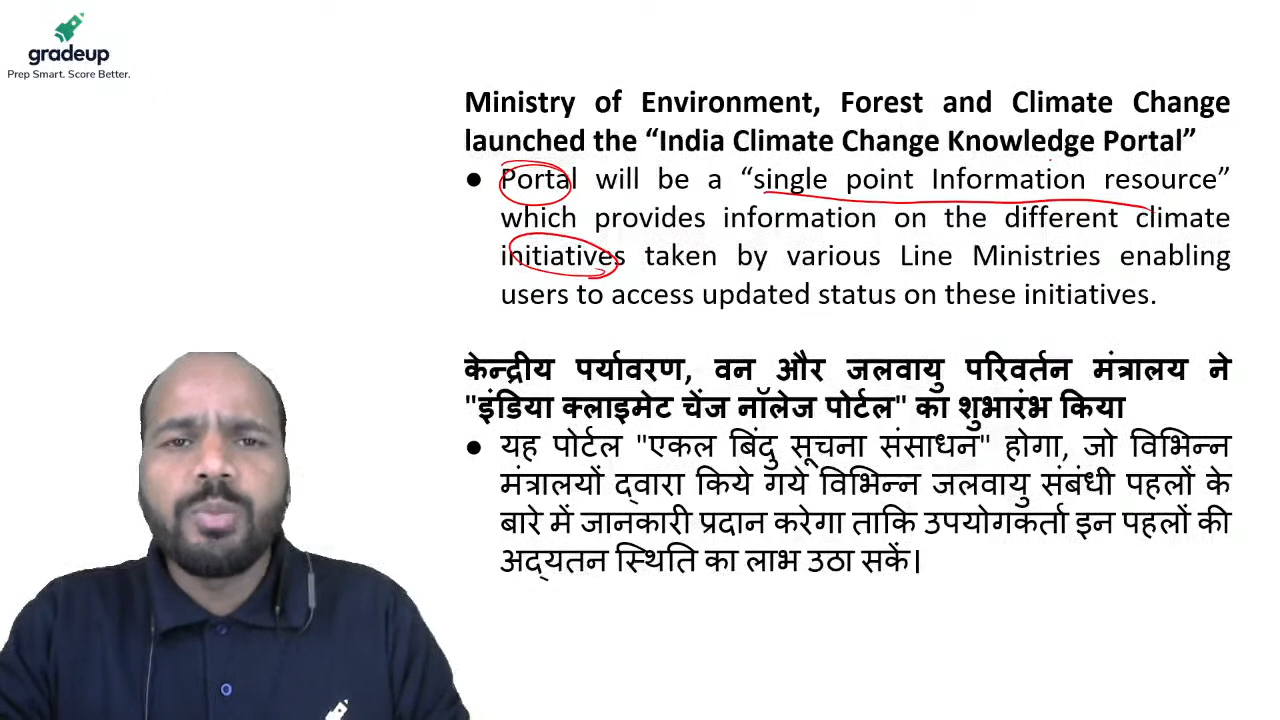 gradeup
Prep Smart. Score Better.
Ministry of Environment, Forest and Climate Change
launched the “India Climate Change Knowledge Portal”
● Portal will be a “single point Information resource”
which provides information on the different climate
initiatives taken by various Line Ministries enabling
users to access updated status on these initiatives.
केन्द्रीय पर्यावरण, वन और जलवायु परिवर्तन मंत्रालय ने
"इंडिया क्लाइमेट चेंज नॉलेज पोर्टल" का शुभारंभ किया
● यह पोर्टल "एकल बिंदु सूचना संसाधन" होगा, जो विभिन्न
मंत्रालयों द्वारा किये गये विभिन्न जलवायु संबंधी पहलों के
बारे में जानकारी प्रदान करेगा ताकि उपयोगकर्ता इन पहलों की
अद्यतन स्थिति का लाभ उठा सकें।